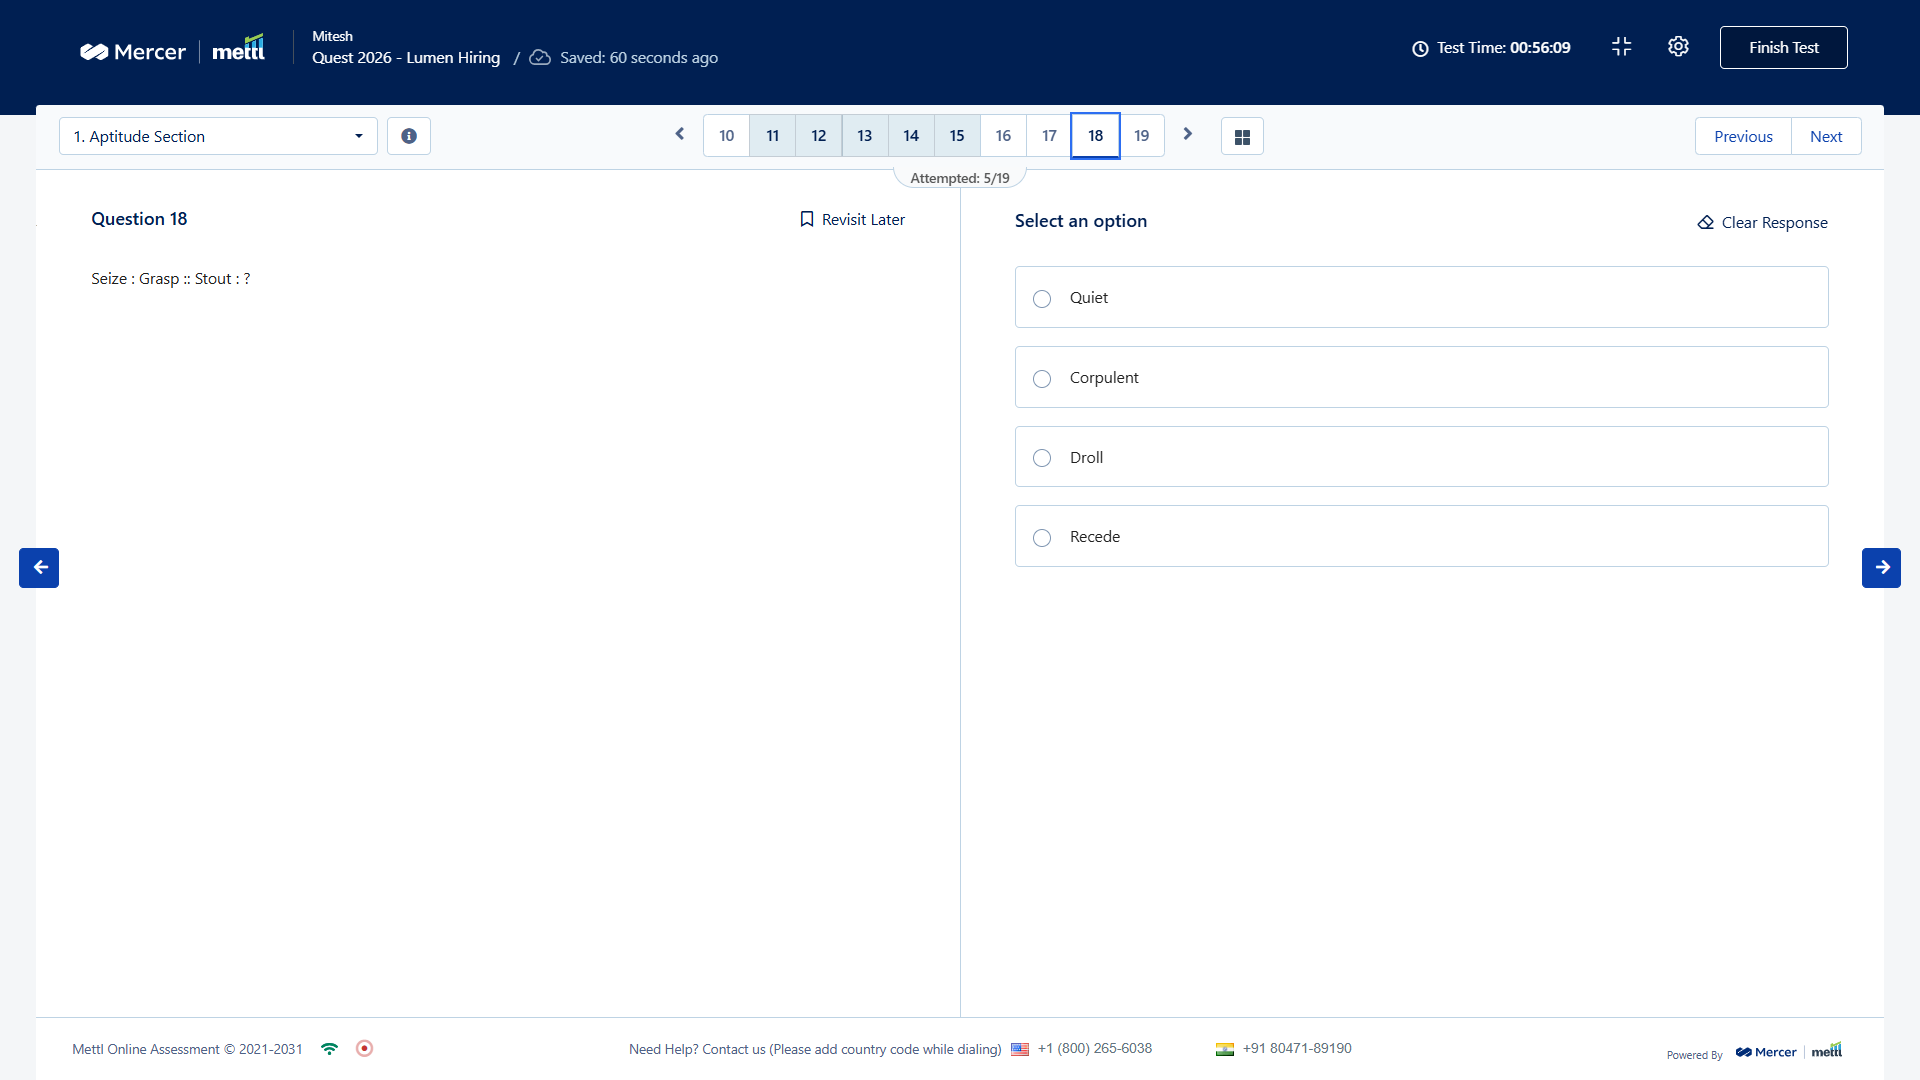 Mercer mettl
Mitesh
Quest 2026 - Lumen Hiring / Saved: 60 seconds ago
Test Time: 00:56:09
Finish Test
1. Aptitude Section
10 11 12 13 14 15 16 17 18 19
Previous Next
Attempted: 5/19
Question 18
Revisit Later
Seize : Grasp :: Stout : ?
Select an option
Clear Response
Quiet
Corpulent
Droll
Recede
Mettl Online Assessment © 2021-2031
Need Help? Contact us (Please add country code while dialing) +1 (800) 265-6038 +91 80471-89190
Powered By Mercer mettl